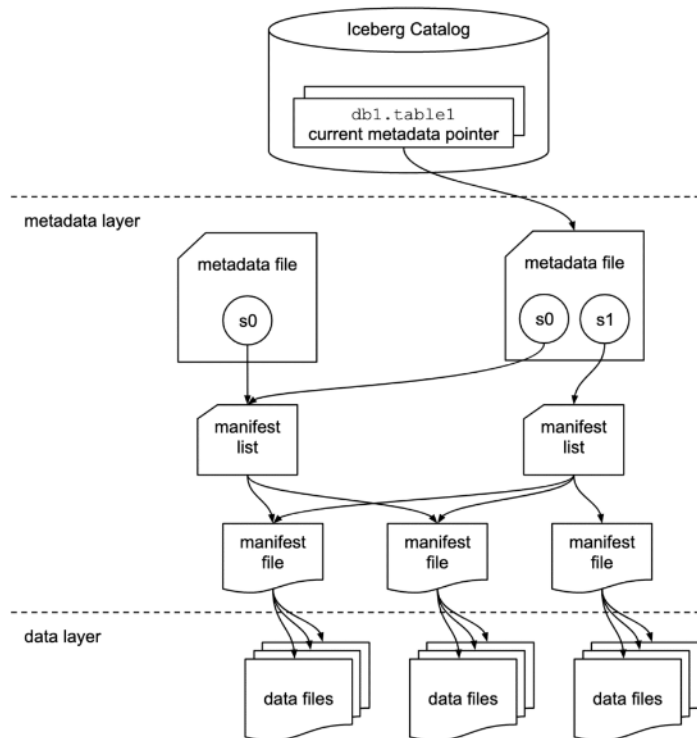 Iceberg Catalog
db1.table1
current metadata pointer
metadata layer
metadata file
s0
metadata file
s0
s1
manifest
list
manifest
list
manifest
file
manifest
file
manifest
file
data layer
data files
data files
data files